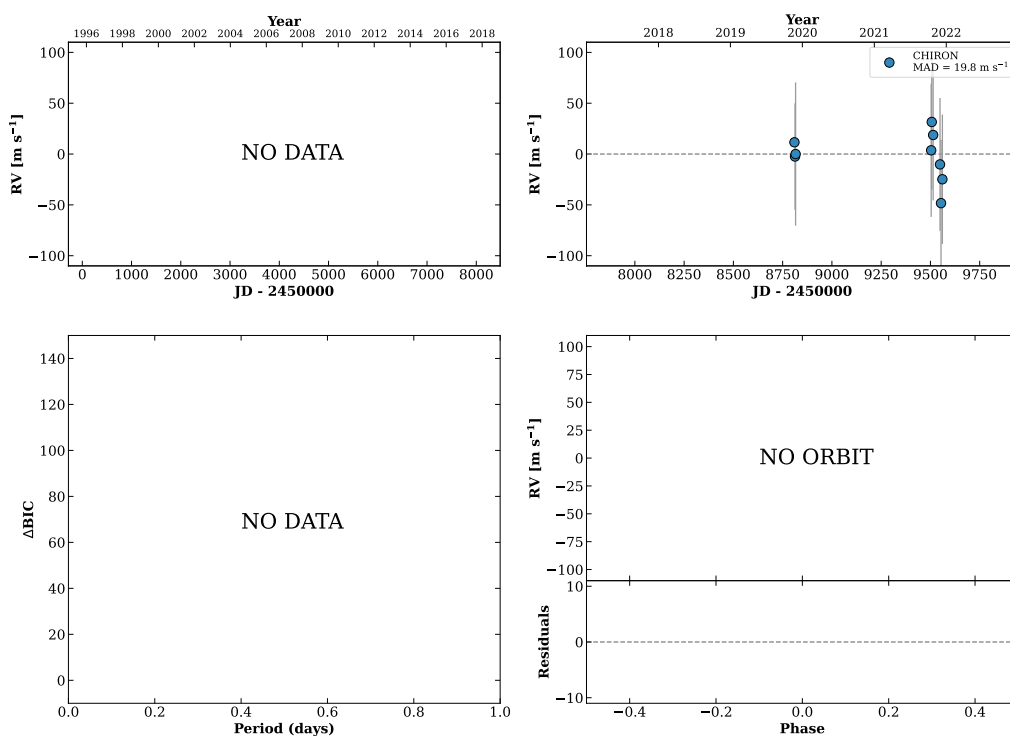 Year
1996 1998 2000 2002 2004 2006 2008 2010 2012 2014 2016 2018
100
50
0
−50
−100
RV [m s⁻¹]
NO DATA
0 1000 2000 3000 4000 5000 6000 7000 8000
JD - 2450000
Year
2018 2019 2020 2021 2022
CHIRON
MAD = 19.8 m s⁻¹
100
50
0
−50
−100
RV [m s⁻¹]
8000 8250 8500 8750 9000 9250 9500 9750
JD - 2450000
140
120
100
80
60
40
20
0
ΔBIC
NO DATA
0.0 0.2 0.4 0.6 0.8 1.0
Period (days)
100
75
50
25
0
−25
−50
−75
−100
RV [m s⁻¹]
NO ORBIT
10
0
−10
Residuals
−0.4 −0.2 0.0 0.2 0.4
Phase